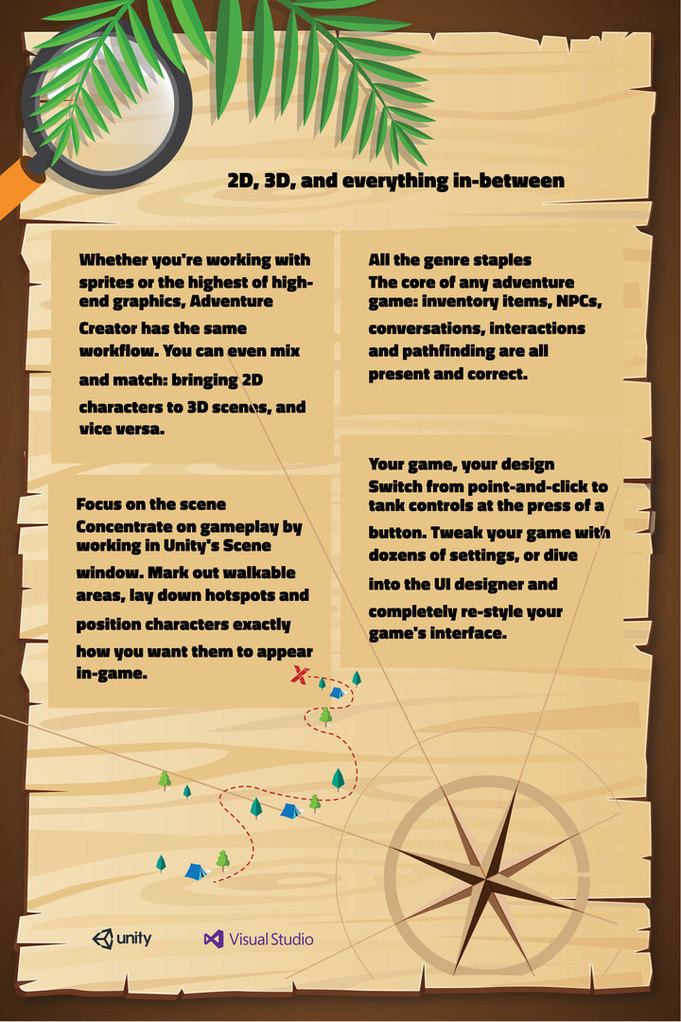 2D, 3D, and everything in-between
Whether you're working with
sprites or the highest of high-
end graphics, Adventure
Creator has the same
workflow. You can even mix
and match: bringing 2D
characters to 3D scenes, and
vice versa.
Focus on the scene
Concentrate on gameplay by
working in Unity's Scene
window. Mark out walkable
areas, lay down hotspots and
position characters exactly
how you want them to appear
in-game.
All the genre staples
The core of any adventure
game: inventory items, NPCs,
conversations, interactions
and pathfinding are all
present and correct.
Your game, your design
Switch from point-and-click to
tank controls at the press of a
button. Tweak your game with
dozens of settings, or dive
into the UI designer and
completely re-style your
game's interface.
unity
Visual Studio